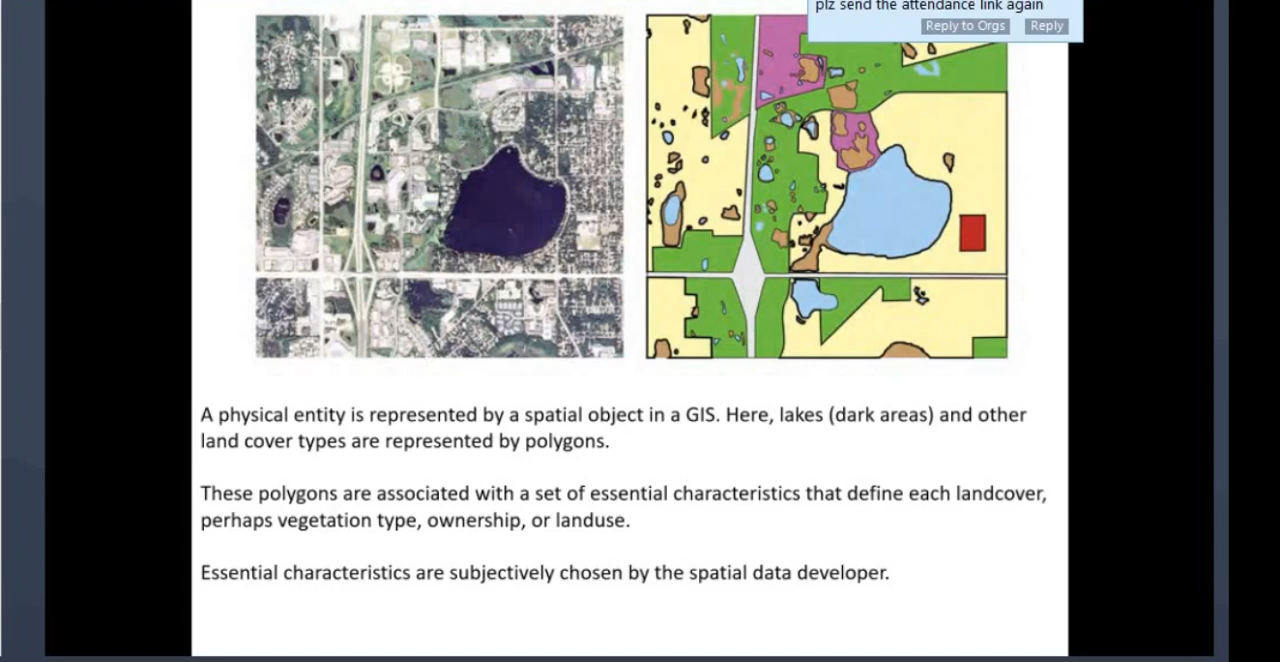 plz send the attendance link again
Reply to Orgs Reply
A physical entity is represented by a spatial object in a GIS. Here, lakes (dark areas) and other
land cover types are represented by polygons.
These polygons are associated with a set of essential characteristics that define each landcover,
perhaps vegetation type, ownership, or landuse.
Essential characteristics are subjectively chosen by the spatial data developer.